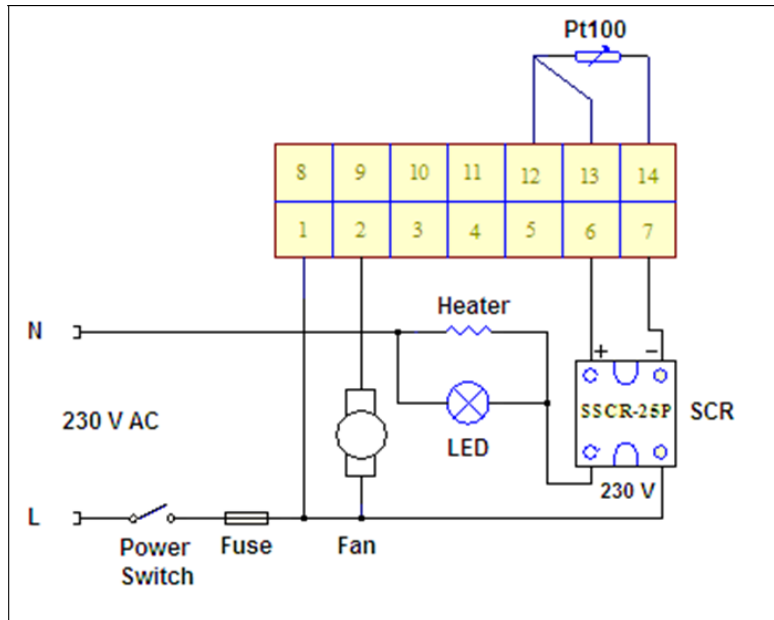 Pt100
8 9 10 11 12 13 14
1 2 3 4 5 6 7
Heater
N
+ −
SSCR-25P SCR
230 V AC
LED
230 V
L
Power
Switch
Fuse
Fan